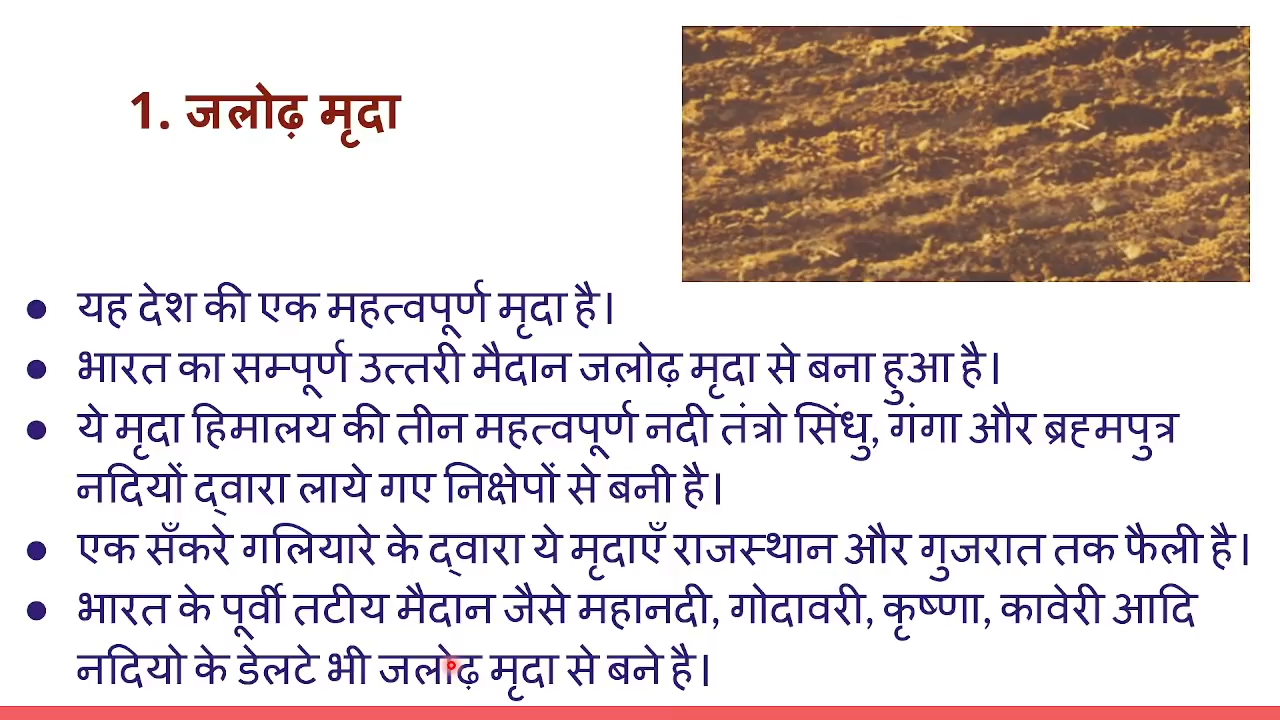 1. जलोढ़ मृदा
● यह देश की एक महत्वपूर्ण मृदा है।
● भारत का सम्पूर्ण उत्तरी मैदान जलोढ़ मृदा से बना हुआ है।
● ये मृदा हिमालय की तीन महत्वपूर्ण नदी तंत्रो सिंधु, गंगा और ब्रह्मपुत्र
नदियों द्वारा लाये गए निक्षेपों से बनी है।
● एक सँकरे गलियारे के द्वारा ये मृदाएँ राजस्थान और गुजरात तक फैली है।
● भारत के पूर्वी तटीय मैदान जैसे महानदी, गोदावरी, कृष्णा, कावेरी आदि
नदियो के डेलटे भी जलोढ़ मृदा से बने है।